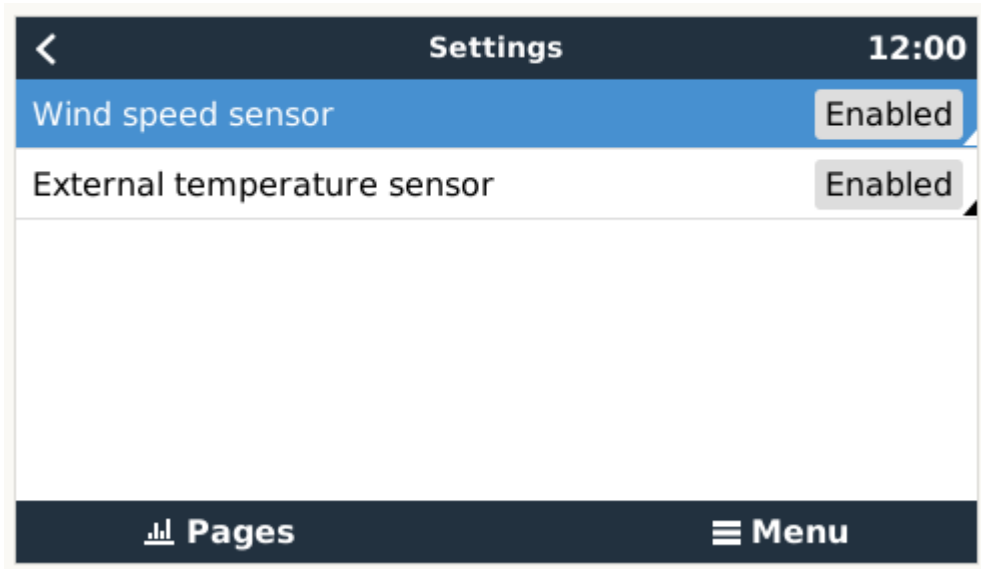 Settings 12:00
Wind speed sensor Enabled
External temperature sensor Enabled
Pages Menu